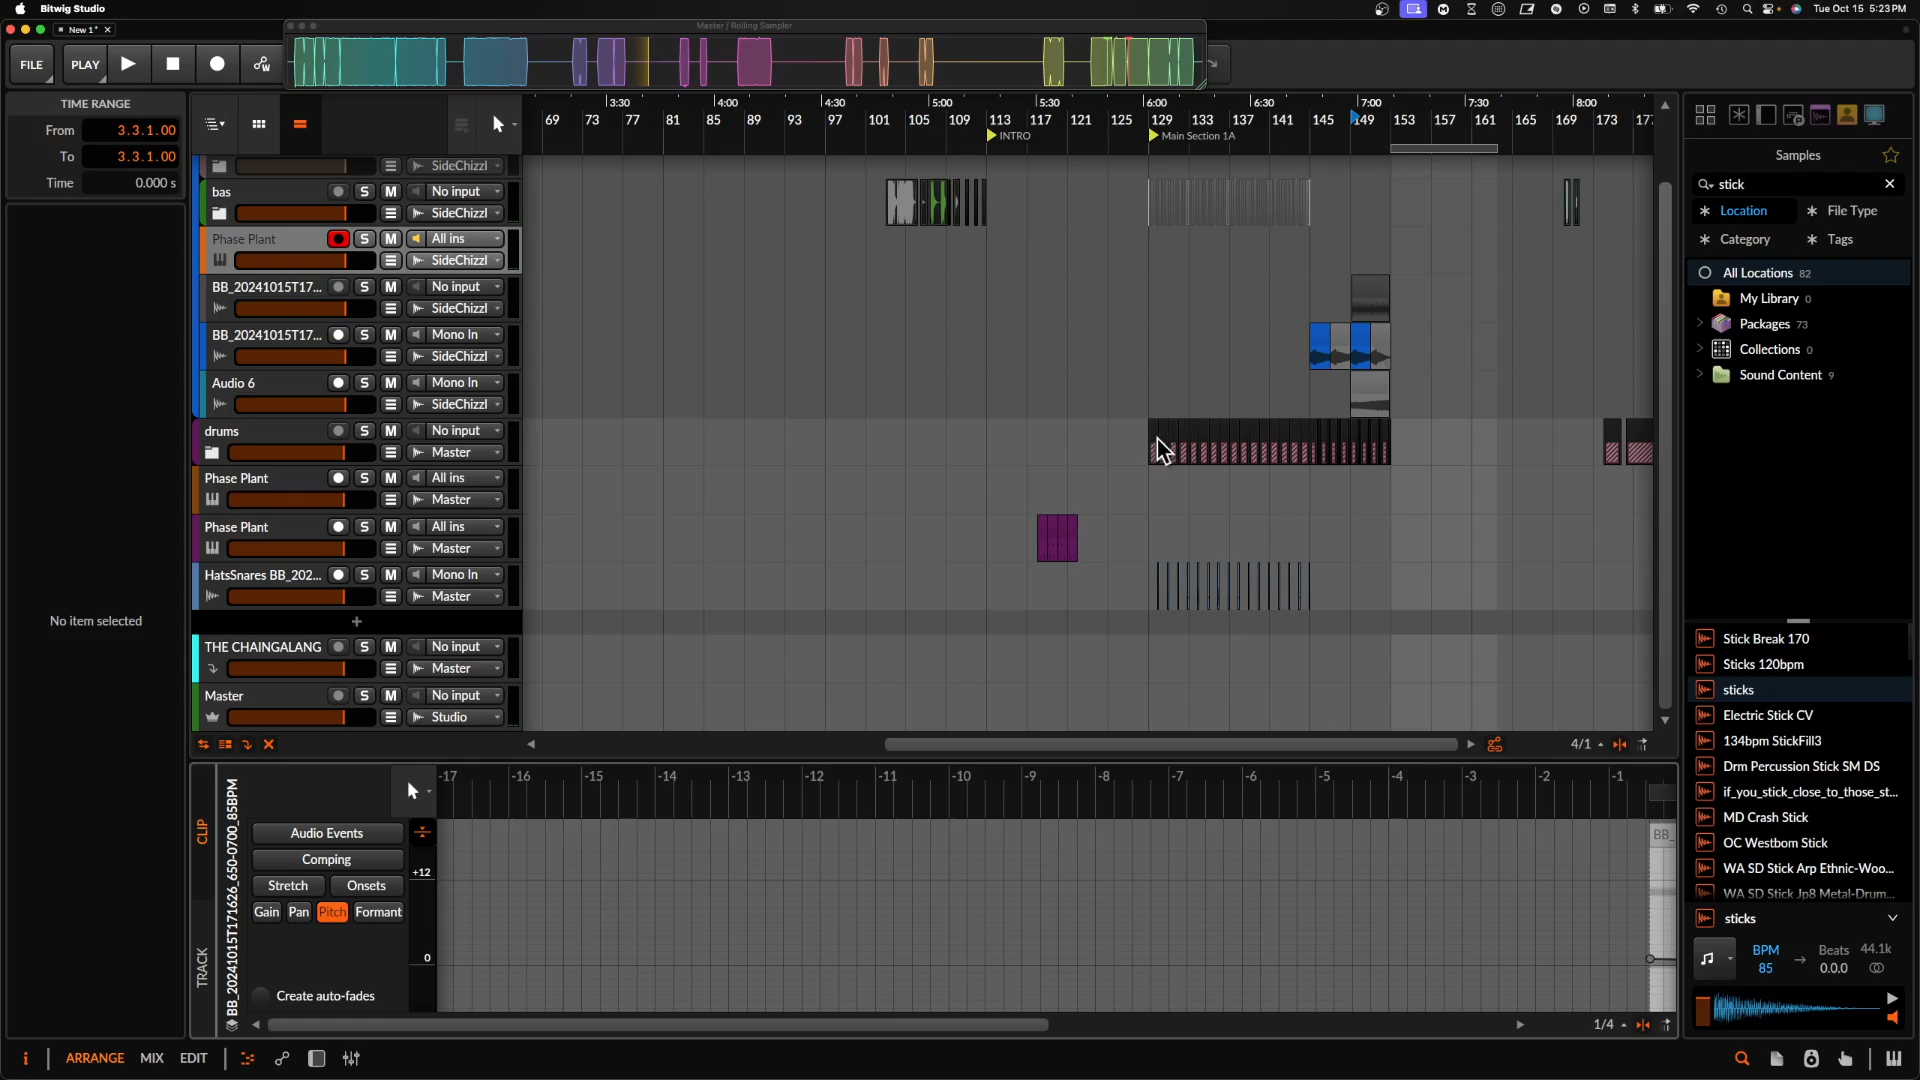 Bitwig Studio
Tue Oct 15 5:23 PM
New 1*
Master / Rolling Sampler
FILE
PLAY
TIME RANGE
From 3.3.1.00
To 3.3.1.00
Time 0.000 s
No item selected
3:30 4:00 4:30 5:00 5:30 6:00 6:30 7:00 7:30 8:00
69 73 77 81 85 89 93 97 101 105 109 113 117 121 125 129 133 137 141 145 149 153 157 161 165 169 173 177
INTRO
Main Section 1A
SideChizzl
bas S M No input
SideChizzl
Phase Plant S M All ins
SideChizzl
BB_20241015T17... S M No input
SideChizzl
BB_20241015T17... S M Mono In
SideChizzl
Audio 6 S M Mono In
SideChizzl
drums S M No input
Master
Phase Plant S M All ins
Master
Phase Plant S M All ins
Master
HatsSnares BB_202... S M Mono In
Master
+
THE CHAINGALANG S M No input
Master
Master S M No input
Studio
4/1
Samples
stick
Location
File Type
Category
Tags
All Locations 82
My Library 0
Packages 73
Collections 0
Sound Content 9
Stick Break 170
Sticks 120bpm
sticks
Electric Stick CV
134bpm StickFill3
Drm Percussion Stick SM DS
if_you_stick_close_to_those_st...
MD Crash Stick
OC Westbom Stick
WA SD Stick Arp Ethnic-Woo...
WA SD Stick Jp8 Metal-Drum...
sticks
BPM Beats 44.1k
85 0.0.0
CLIP
TRACK
BB_20241015T171626_650-0700_85BPM
-17 -16 -15 -14 -13 -12 -11 -10 -9 -8 -7 -6 -5 -4 -3 -2 -1
Audio Events
Comping
Stretch
Onsets
Gain
Pan
Pitch
Formant
Create auto-fades
+12
0
BB_
1/4
ARRANGE
MIX
EDIT